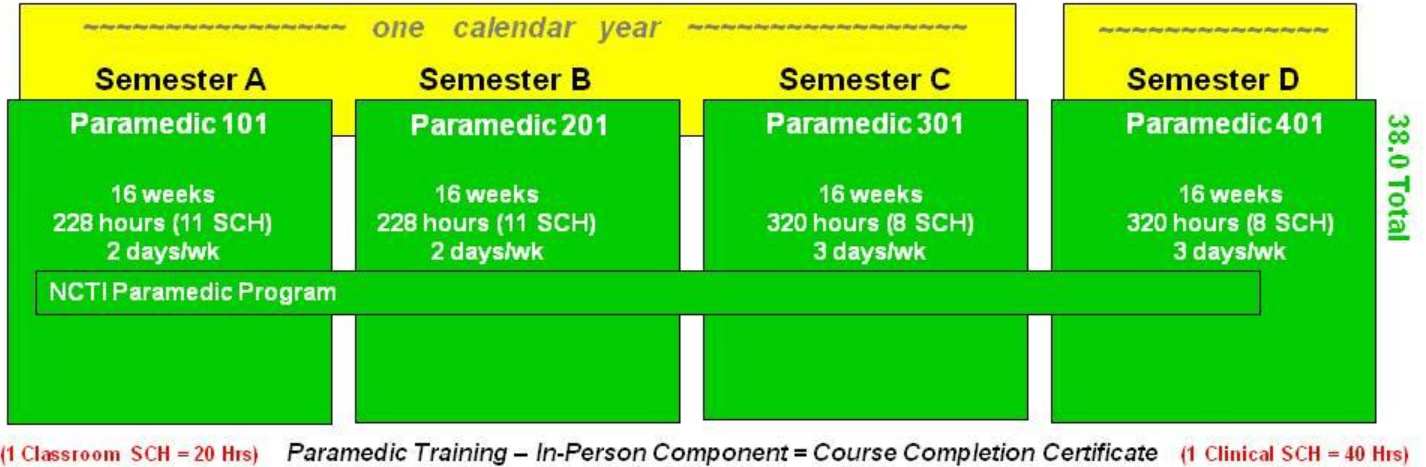 ~~~~~~~~~~~~~~~~ one calendar year ~~~~~~~~~~~~~~~~~
~~~~~~~~~~~~~~
Semester A
Semester B
Semester C
Semester D
Paramedic 101
16 weeks
228 hours (11 SCH)
2 days/wk
Paramedic 201
16 weeks
228 hours (11 SCH)
2 days/wk
Paramedic 301
16 weeks
320 hours (8 SCH)
3 days/wk
Paramedic 401
16 weeks
320 hours (8 SCH)
3 days/wk
38.0 Total
NCTI Paramedic Program
(1 Classroom SCH = 20 Hrs) Paramedic Training – In-Person Component = Course Completion Certificate (1 Clinical SCH = 40 Hrs)